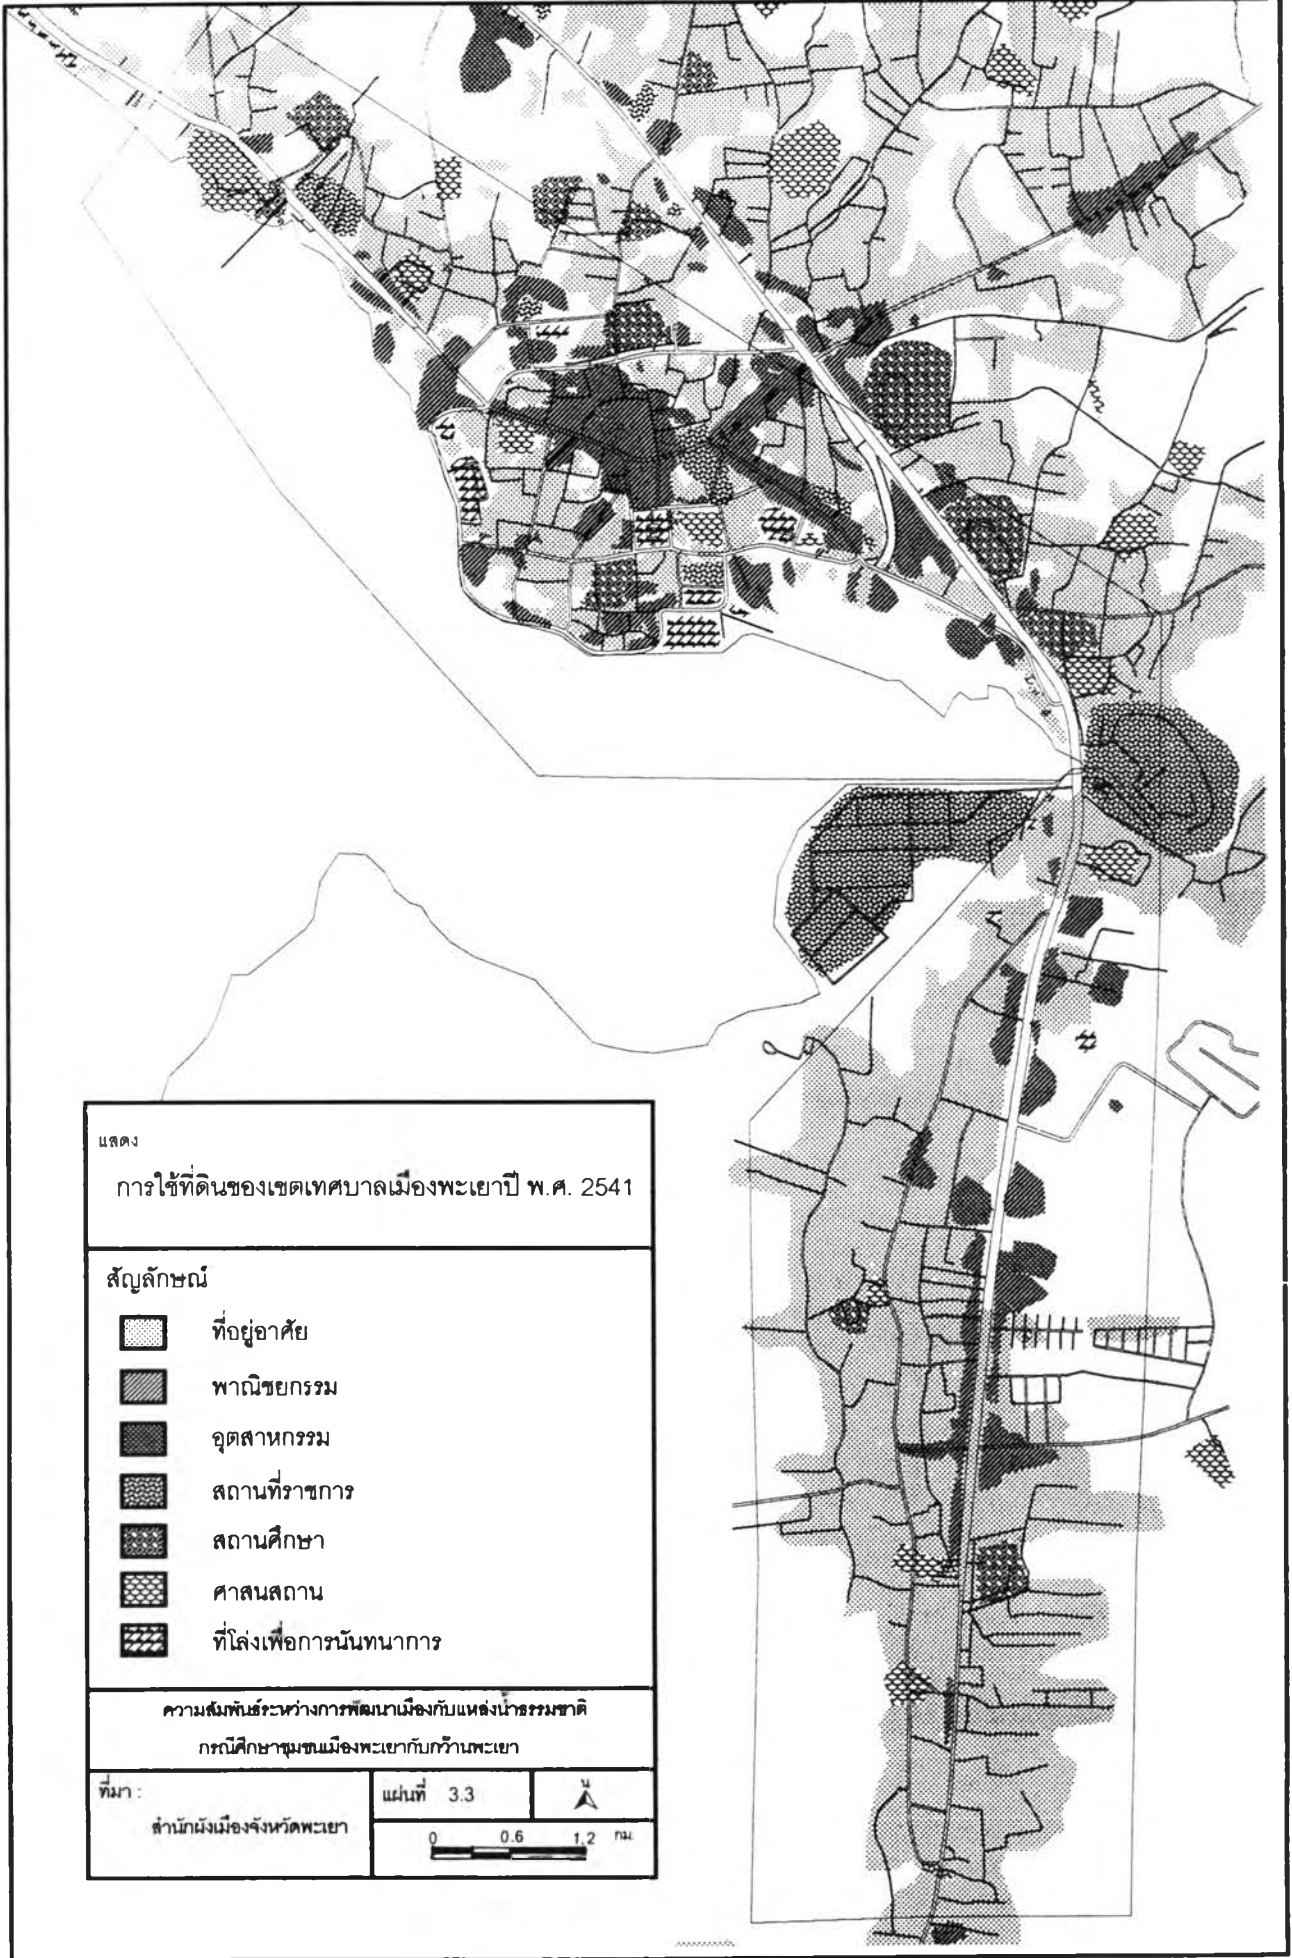 แสดง
การใช้ที่ดินของเขตเทศบาลเมืองพะเยาปี พ.ศ. 2541
สัญลักษณ์
ที่อยู่อาศัย
พาณิชยกรรม
อุตสาหกรรม
สถานที่ราชการ
สถานศึกษา
ศาสนสถาน
ที่โล่งเพื่อการนันทนาการ
ความสัมพันธ์ระหว่างการพัฒนาเมืองกับแหล่งน้ำธรรมชาติ
กรณีศึกษาชุมชนเมืองพะเยากับกว๊านพะเยา
ที่มา :
สำนักผังเมืองจังหวัดพะเยา
แผ่นที่ 3.3
น
0 0.6 1.2 กม.